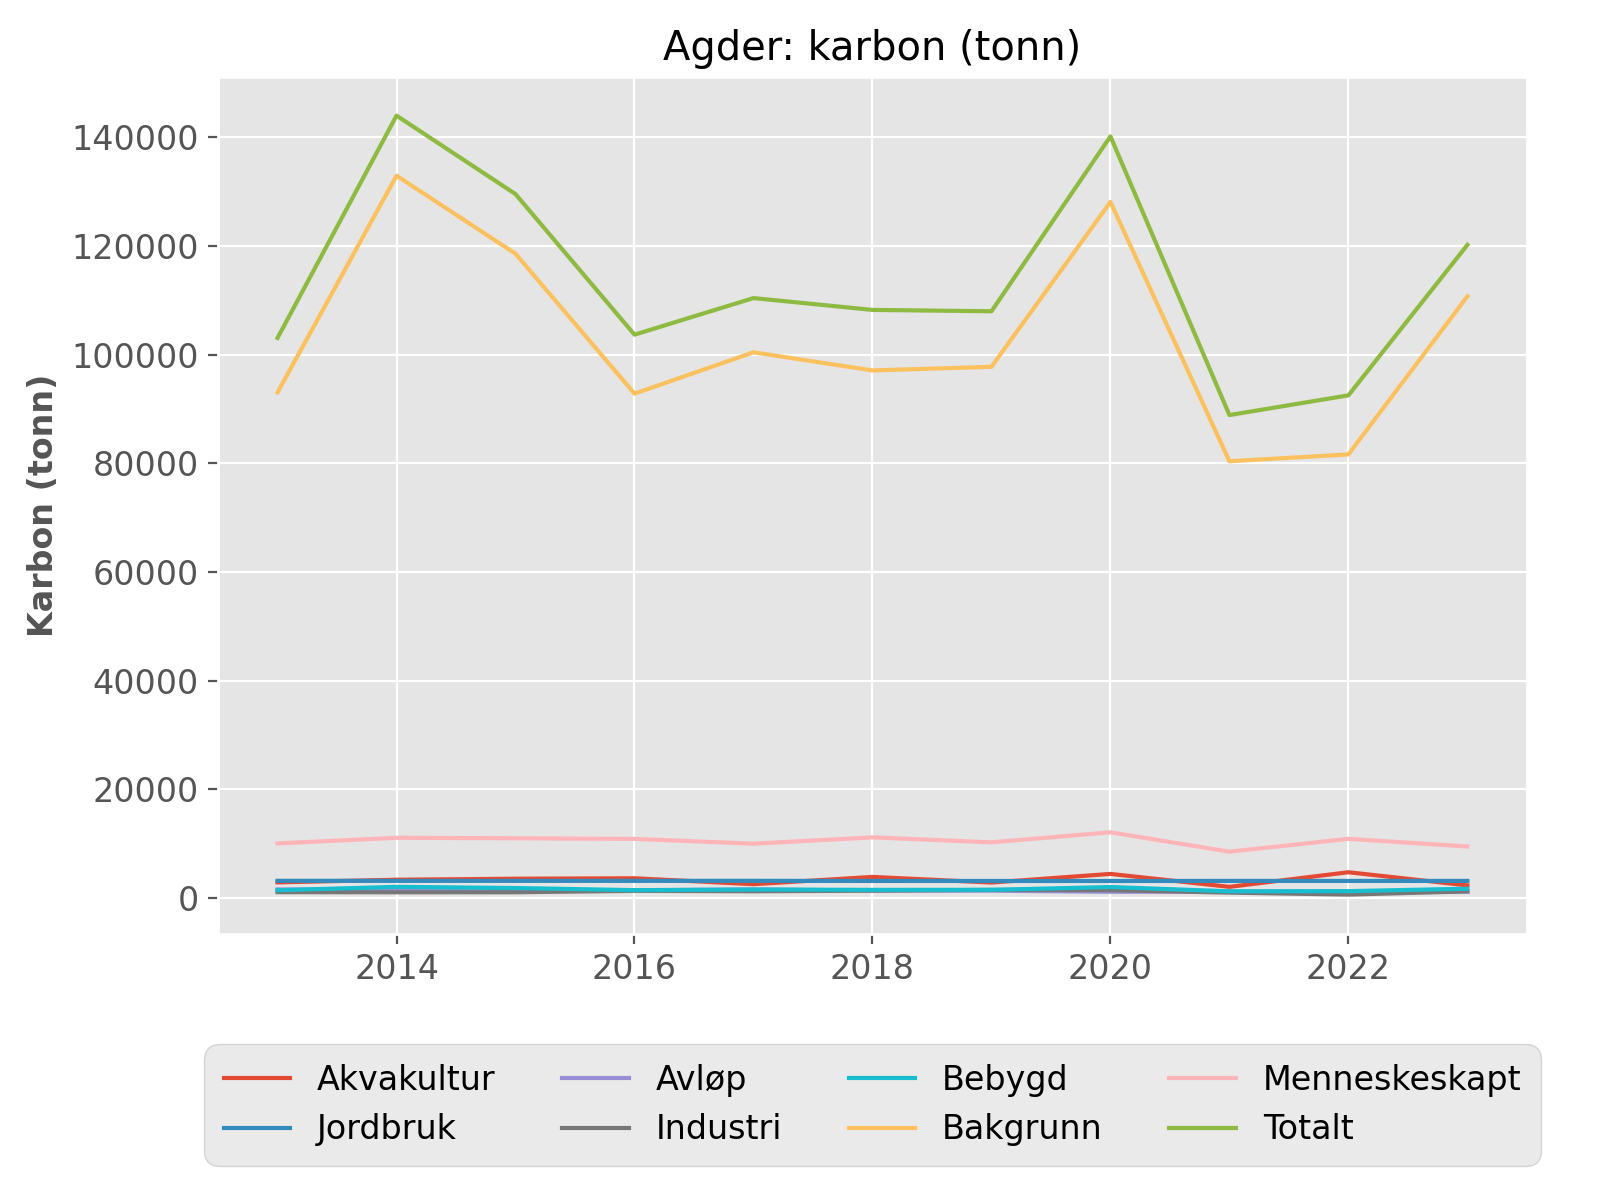 Agder: karbon (tonn)
Karbon (tonn)
140000
120000
100000
80000
60000
40000
20000
0
2014 2016 2018 2020 2022
Akvakultur Avløp Bebygd Menneskeskapt
Jordbruk Industri Bakgrunn Totalt